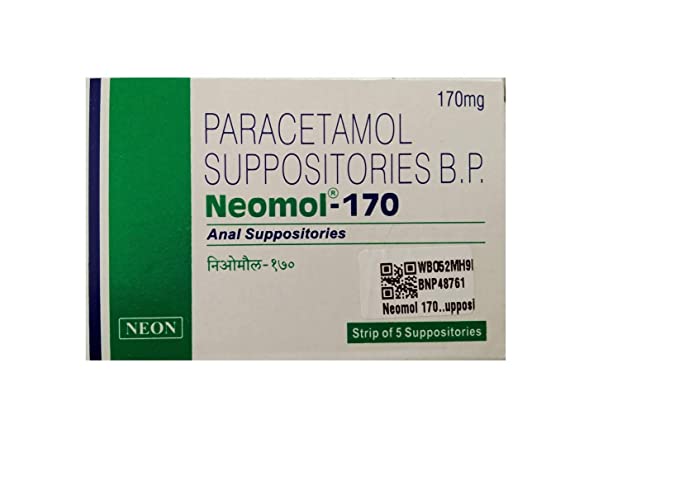 170mg
PARACETAMOL
SUPPOSITORIES B.P.
Neomol®-170
Anal Suppositories
निओमौल-१७०
WB052MH9I
BNP48761
Neomol 170..upposi
NEON
Strip of 5 Suppositories